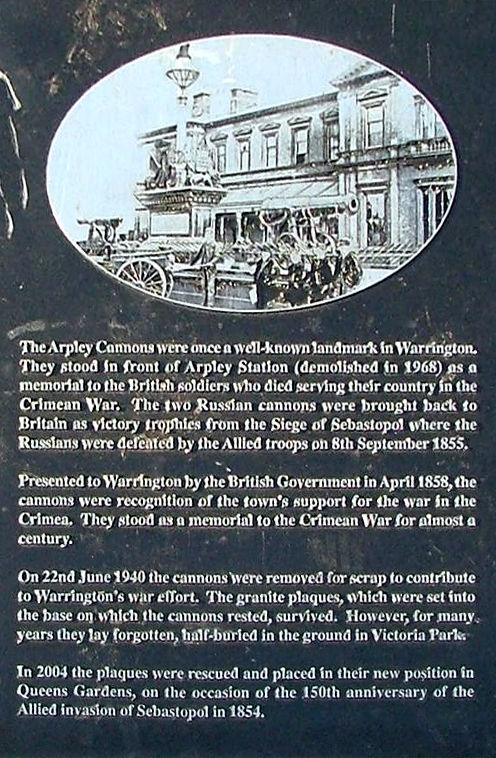 The Arpley Cannons were once a well-known landmark in Warrington.
They stood in front of Arpley Station (demolished in 1968) as a
memorial to the British soldiers who died serving their country in the
Crimean War. The two Russian cannons were brought back to
Britain as victory trophies from the Siege of Sebastopol where the
Russians were defeated by the Allied troops on 8th September 1855.
Presented to Warrington by the British Government in April 1858, the
cannons were recognition of the town's support for the war in the
Crimea. They stood as a memorial to the Crimean War for almost a
century.
On 22nd June 1940 the cannons were removed for scrap to contribute
to Warrington's war effort. The granite plaques, which were set into
the base on which the cannons rested, survived. However, for many
years they lay forgotten, half-buried in the ground in Victoria Park.
In 2004 the plaques were rescued and placed in their new position in
Queens Gardens, on the occasion of the 150th anniversary of the
Allied invasion of Sebastopol in 1854.